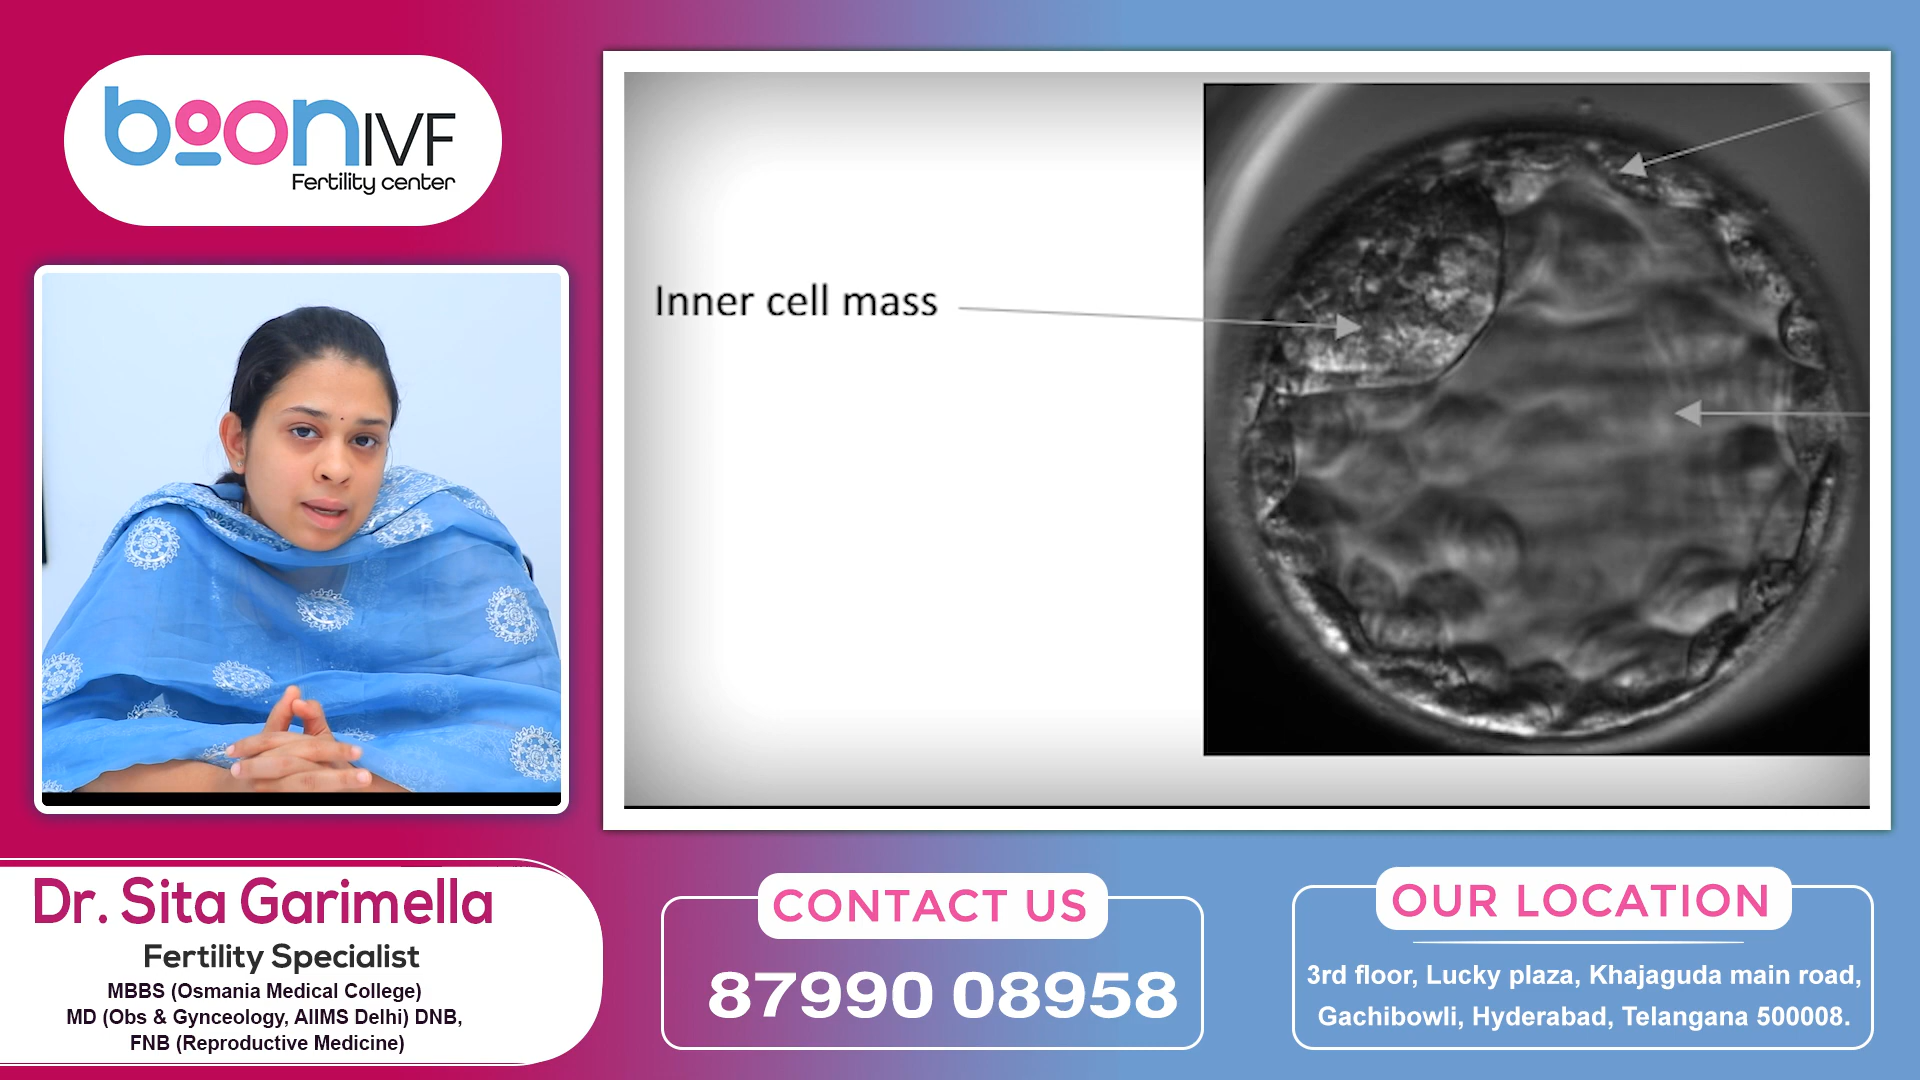 boon IVF
Fertility center
Inner cell mass
Dr. Sita Garimella
Fertility Specialist
MBBS (Osmania Medical College)
MD (Obs & Gynceology, AIIMS Delhi) DNB,
FNB (Reproductive Medicine)
CONTACT US
87990 08958
OUR LOCATION
3rd floor, Lucky plaza, Khajaguda main road,
Gachibowli, Hyderabad, Telangana 500008.